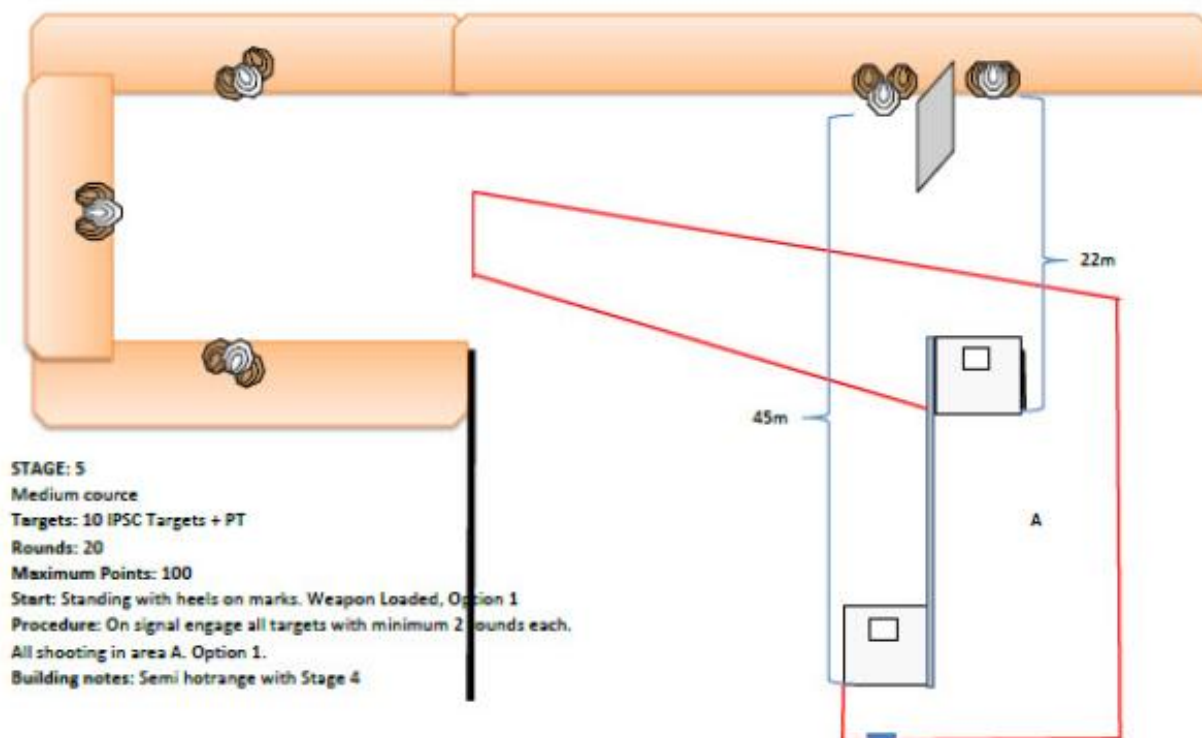 22m
45m
A
STAGE: 5
Medium cource
Targets: 10 IPSC Targets + PT
Rounds: 20
Maximum Points: 100
Start: Standing with heels on marks. Weapon Loaded, Option 1
Procedure: On signal engage all targets with minimum 2 rounds each.
All shooting in area A. Option 1.
Building notes: Semi hotrange with Stage 4